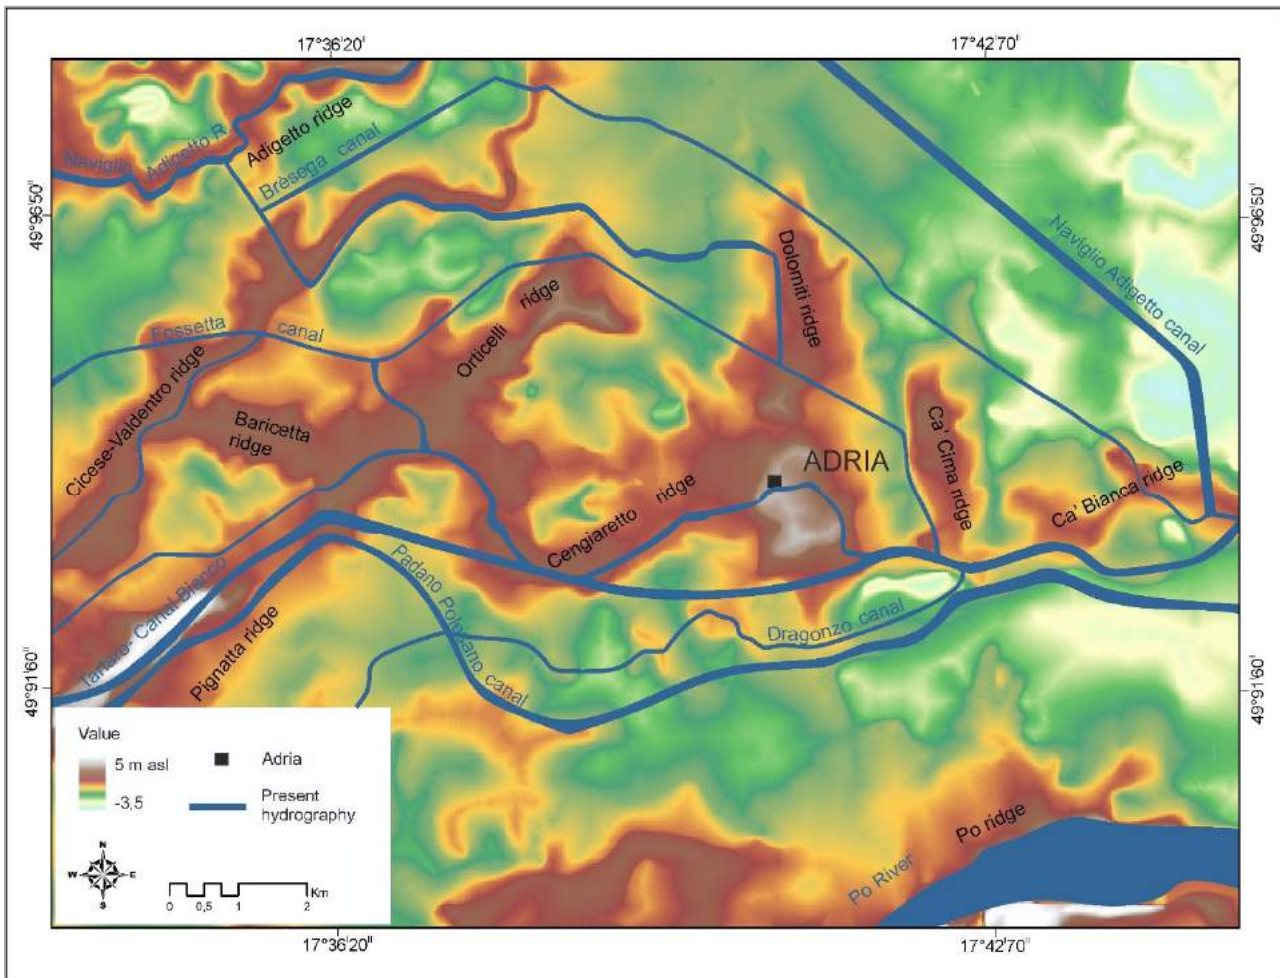 17°36'20"
17°42'70"
Adigetto ridge
Naviglio Adigetto R.
Brèsega canal
49°96'50"
49°96'50"
Naviglio Adigetto canal
Dolomiti ridge
Orticelli ridge
Fossetta canal
Cicese-Valdentro ridge
Baricetta
ridge
ADRIA
Ca' Cima ridge
Ca' Bianca ridge
Cengiaretto ridge
Tartaro- Canal Bianco
Padano Polesano canal
Pignatta ridge
Dragonzo canal
49°91'60"
49°91'60"
Value
5 m asl
-3,5
Adria
Present
hydrography
N
W E
S
0 0,5 1 2 Km
Po ridge
Po River
17°36'20"
17°42'70"